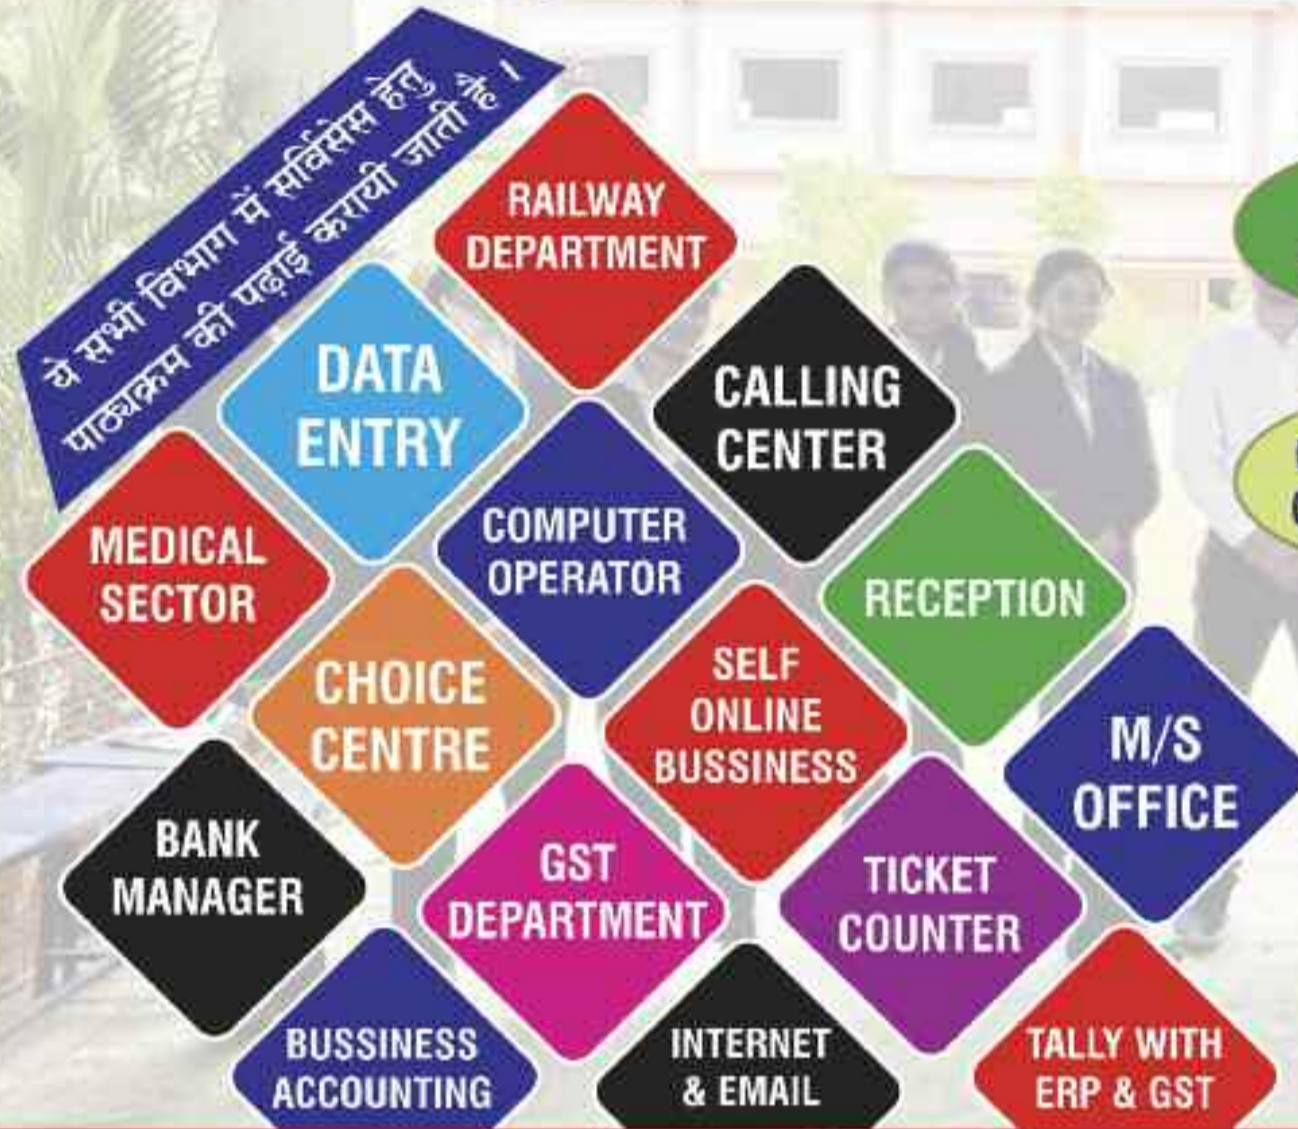 ये सभी विभाग में सर्विसेस हेतु
पाठ्यक्रम की पढ़ाई करायी जाती है ।
RAILWAY
DEPARTMENT
DATA
ENTRY
CALLING
CENTER
MEDICAL
SECTOR
COMPUTER
OPERATOR
RECEPTION
CHOICE
CENTRE
SELF
ONLINE
BUSSINESS
M/S
OFFICE
BANK
MANAGER
GST
DEPARTMENT
TICKET
COUNTER
BUSSINESS
ACCOUNTING
INTERNET
& EMAIL
TALLY WITH
ERP & GST